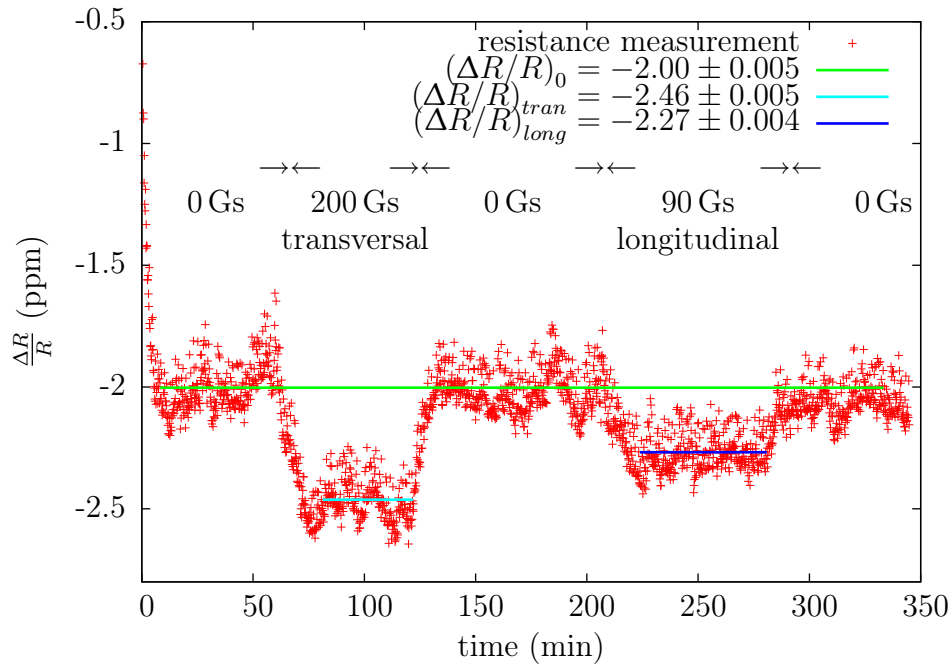 -0.5
-1
-1.5
-2
-2.5
0 50 100 150 200 250 300 350
ΔR/R (ppm)
time (min)
resistance measurement
(ΔR/R)₀ = −2.00 ± 0.005
(ΔR/R)_tran = −2.46 ± 0.005
(ΔR/R)_long = −2.27 ± 0.004
0 Gs 200 Gs 0 Gs 90 Gs 0 Gs
transversal longitudinal